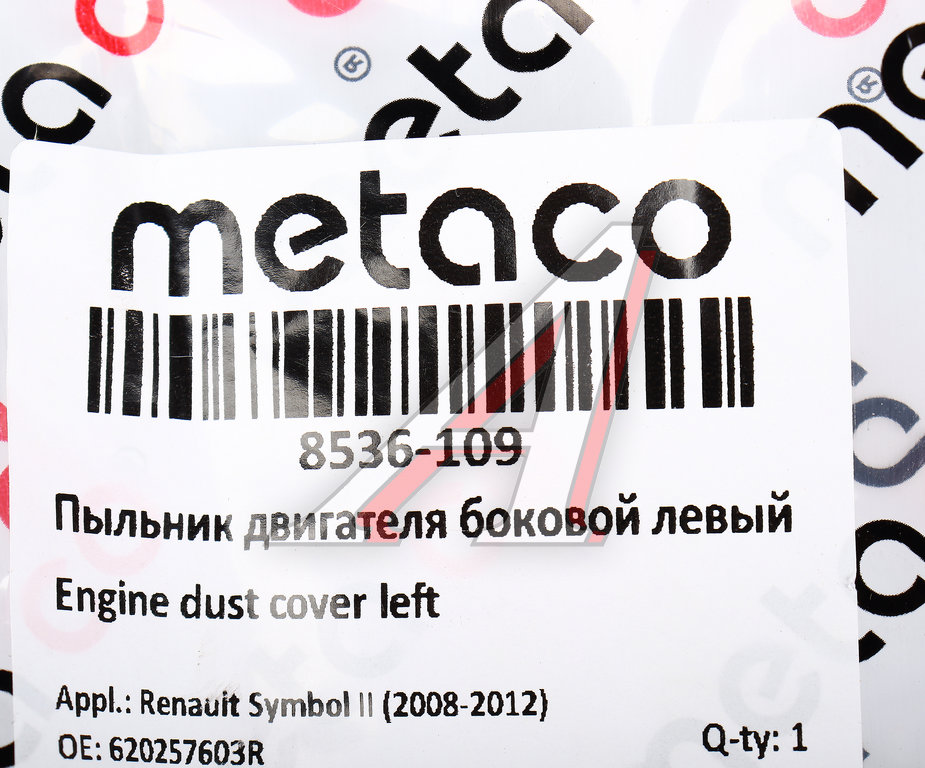 metaco
8536-109
Пыльник двигателя боковой левый
Engine dust cover left
Appl.: Renault Symbol II (2008-2012)
OE: 620257603R
Q-ty: 1